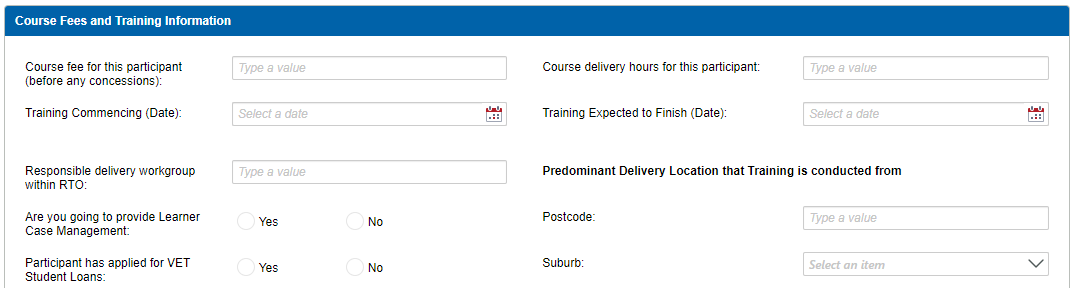 Course Fees and Training Information
Course fee for this participant
(before any concessions):
Type a value
Course delivery hours for this participant:
Type a value
Training Commencing (Date):
Select a date
Training Expected to Finish (Date):
Select a date
Responsible delivery workgroup
within RTO:
Type a value
Predominant Delivery Location that Training is conducted from
Are you going to provide Learner
Case Management:
Yes
No
Postcode:
Type a value
Participant has applied for VET
Student Loans:
Yes
No
Suburb:
Select an item